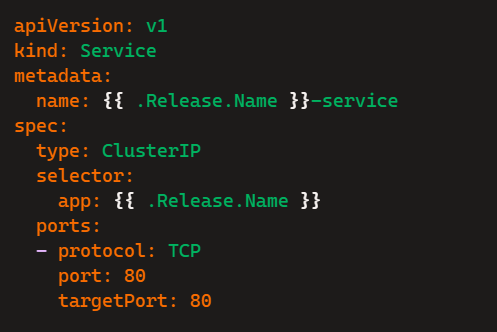 apiVersion: v1
kind: Service
metadata:
  name: {{ .Release.Name }}-service
spec:
  type: ClusterIP
  selector:
    app: {{ .Release.Name }}
  ports:
  - protocol: TCP
    port: 80
    targetPort: 80